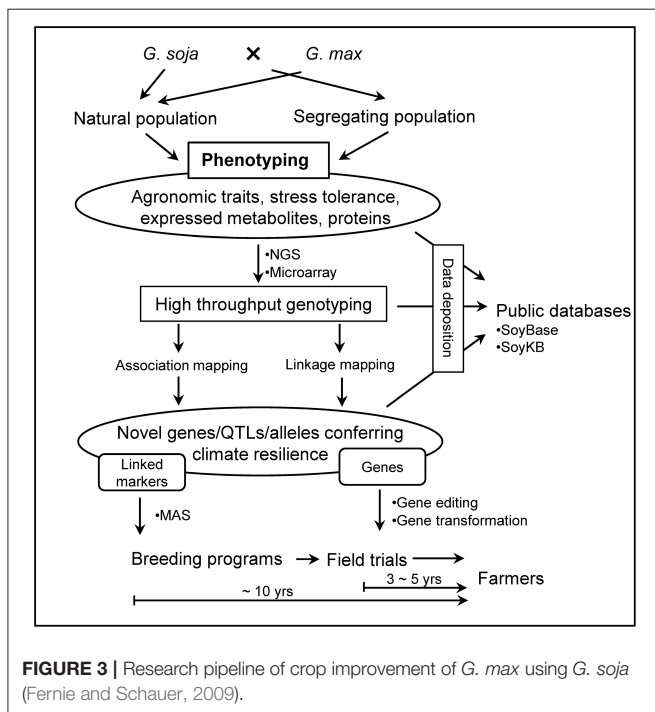 G. soja × G. max
Natural population
Segregating population
Phenotyping
Agronomic traits, stress tolerance,
expressed metabolites, proteins
•NGS
•Microarray
Data deposition
High throughput genotyping
Public databases
•SoyBase
•SoyKB
Association mapping
Linkage mapping
Novel genes/QTLs/alleles conferring
climate resilience
Linked
markers
Genes
•MAS
•Gene editing
•Gene transformation
Breeding programs
Field trials
Farmers
3 ~ 5 yrs
~ 10 yrs
FIGURE 3 | Research pipeline of crop improvement of G. max using G. soja
(Fernie and Schauer, 2009).